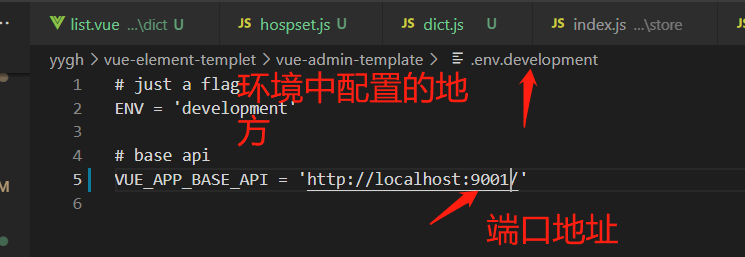 list.vue ...\dict
JS hospset.js
JS dict.js
JS index.js ...\store
yygh > vue-element-templet > vue-admin-template > .env.development
1 # just a flag
2 ENV = 'development'
环境中配置的地
方
3
4 # base api
5 VUE_APP_BASE_API = 'http://localhost:9001/'
M
6
端口地址